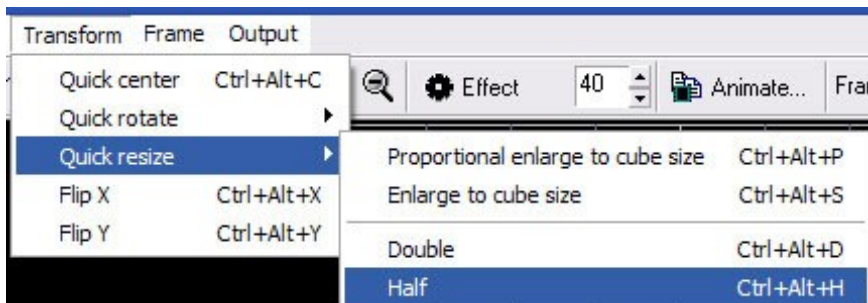 Transform Frame Output
Quick center Ctrl+Alt+C
Effect 40 Animate... Fra
Quick rotate
Quick resize
Proportional enlarge to cube size Ctrl+Alt+P
Flip X Ctrl+Alt+X
Enlarge to cube size Ctrl+Alt+S
Flip Y Ctrl+Alt+Y
Double Ctrl+Alt+D
Half Ctrl+Alt+H